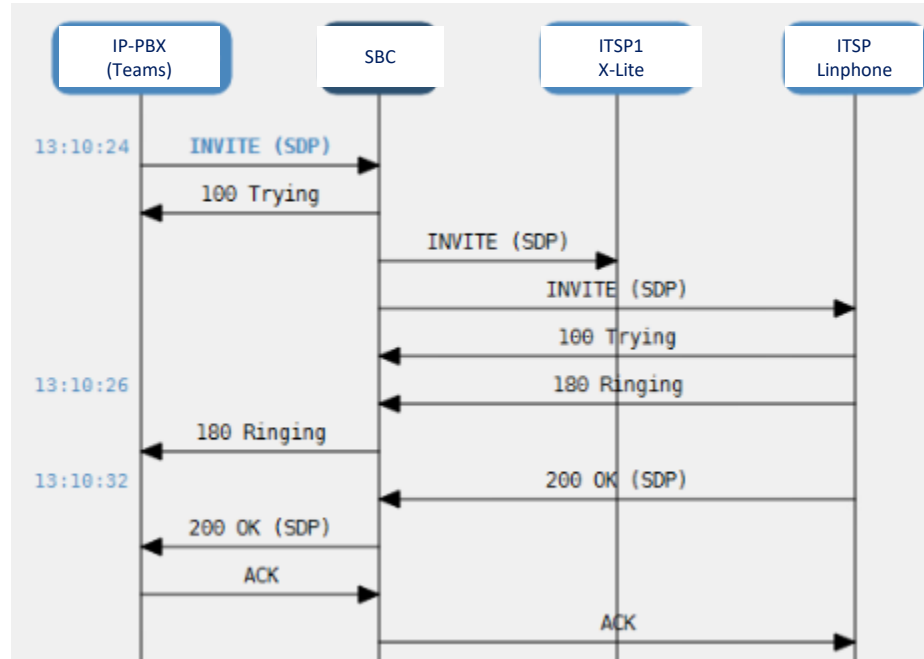 IP-PBX
(Teams)
SBC
ITSP1
X-Lite
ITSP
Linphone
13:10:24
INVITE (SDP)
100 Trying
INVITE (SDP)
INVITE (SDP)
100 Trying
13:10:26
180 Ringing
180 Ringing
13:10:32
200 OK (SDP)
200 OK (SDP)
ACK
ACK